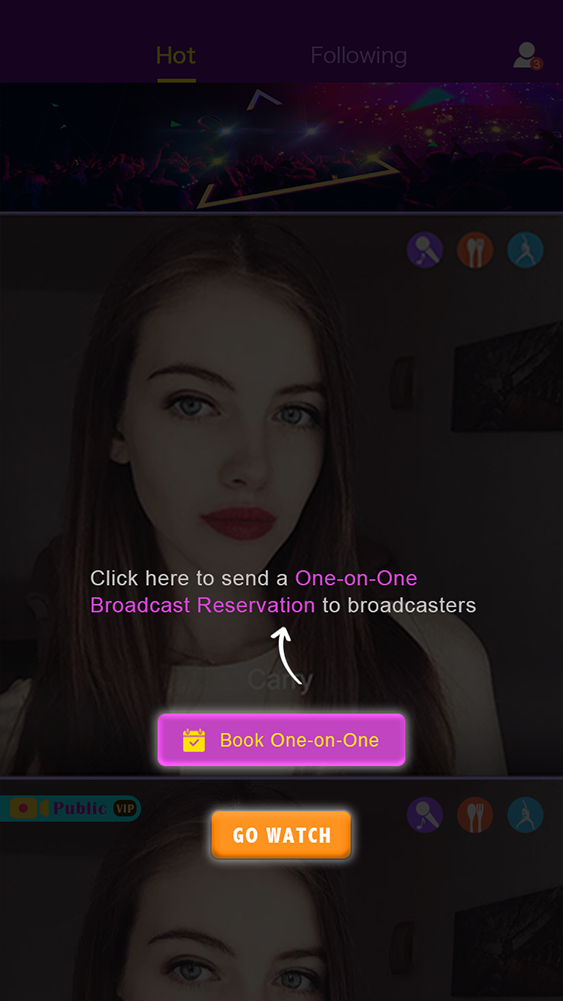 Hot
Following
3
Click here to send a One-on-One
Broadcast Reservation to broadcasters
Carry
Book One-on-One
Public VIP
GO WATCH